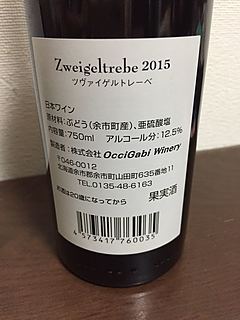 Zweigeltrebe 2015
ツヴァイゲルトレーベ
日本ワイン
原材料:ぶどう(余市町産)、亜硫酸塩
内容量:750ml　アルコール分:12.5%
製造者:株式会社 OcciGabi Winery
〒046-0012
北海道余市郡余市町山田町635番地11
TEL.0135-48-6163
果実酒
お酒は20歳になってから
4573417760035